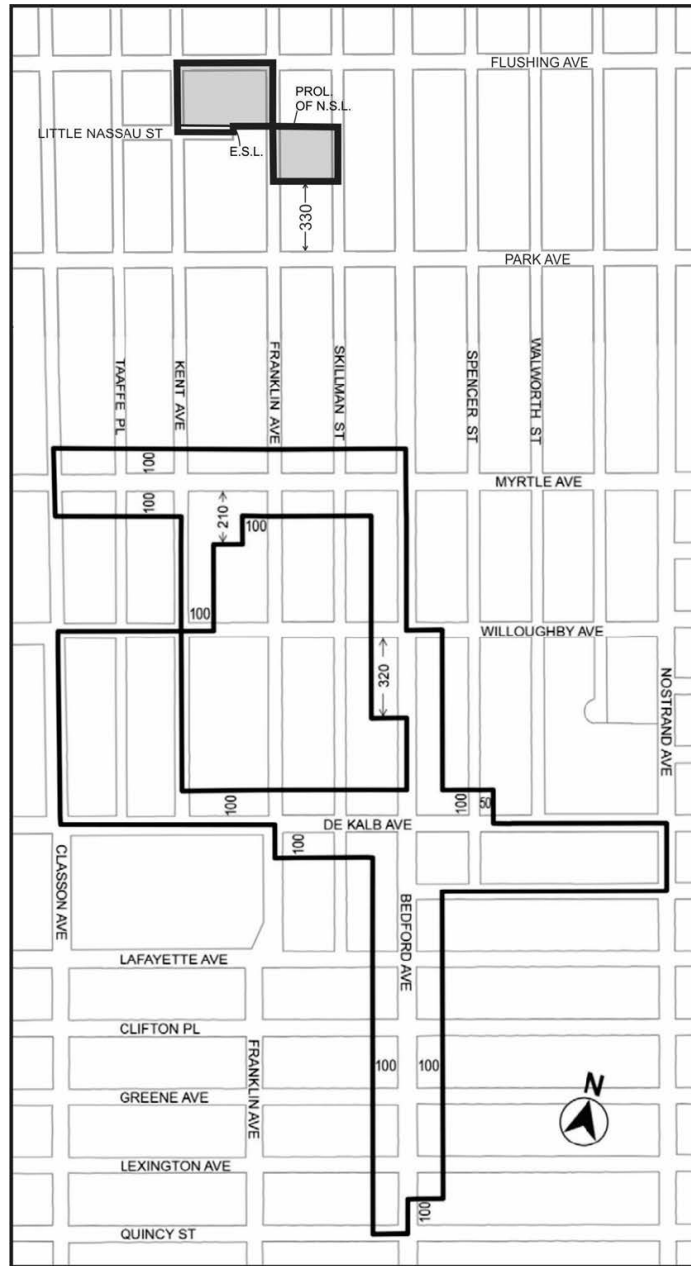 FLUSHING AVE
PROL.
OF N.S.L.
LITTLE NASSAU ST
E.S.L.
330
PARK AVE
TAAFFE PL
KENT AVE
FRANKLIN AVE
SKILLMAN ST
SPENCER ST
WALWORTH ST
100
MYRTLE AVE
100
210
100
100
WILLOUGHBY AVE
320
NOSTRAND AVE
100
100
50
DE KALB AVE
100
CLASSON AVE
BEDFORD AVE
LAFAYETTE AVE
CLIFTON PL
FRANKLIN AVE
100
100
N
GREENE AVE
LEXINGTON AVE
100
QUINCY ST